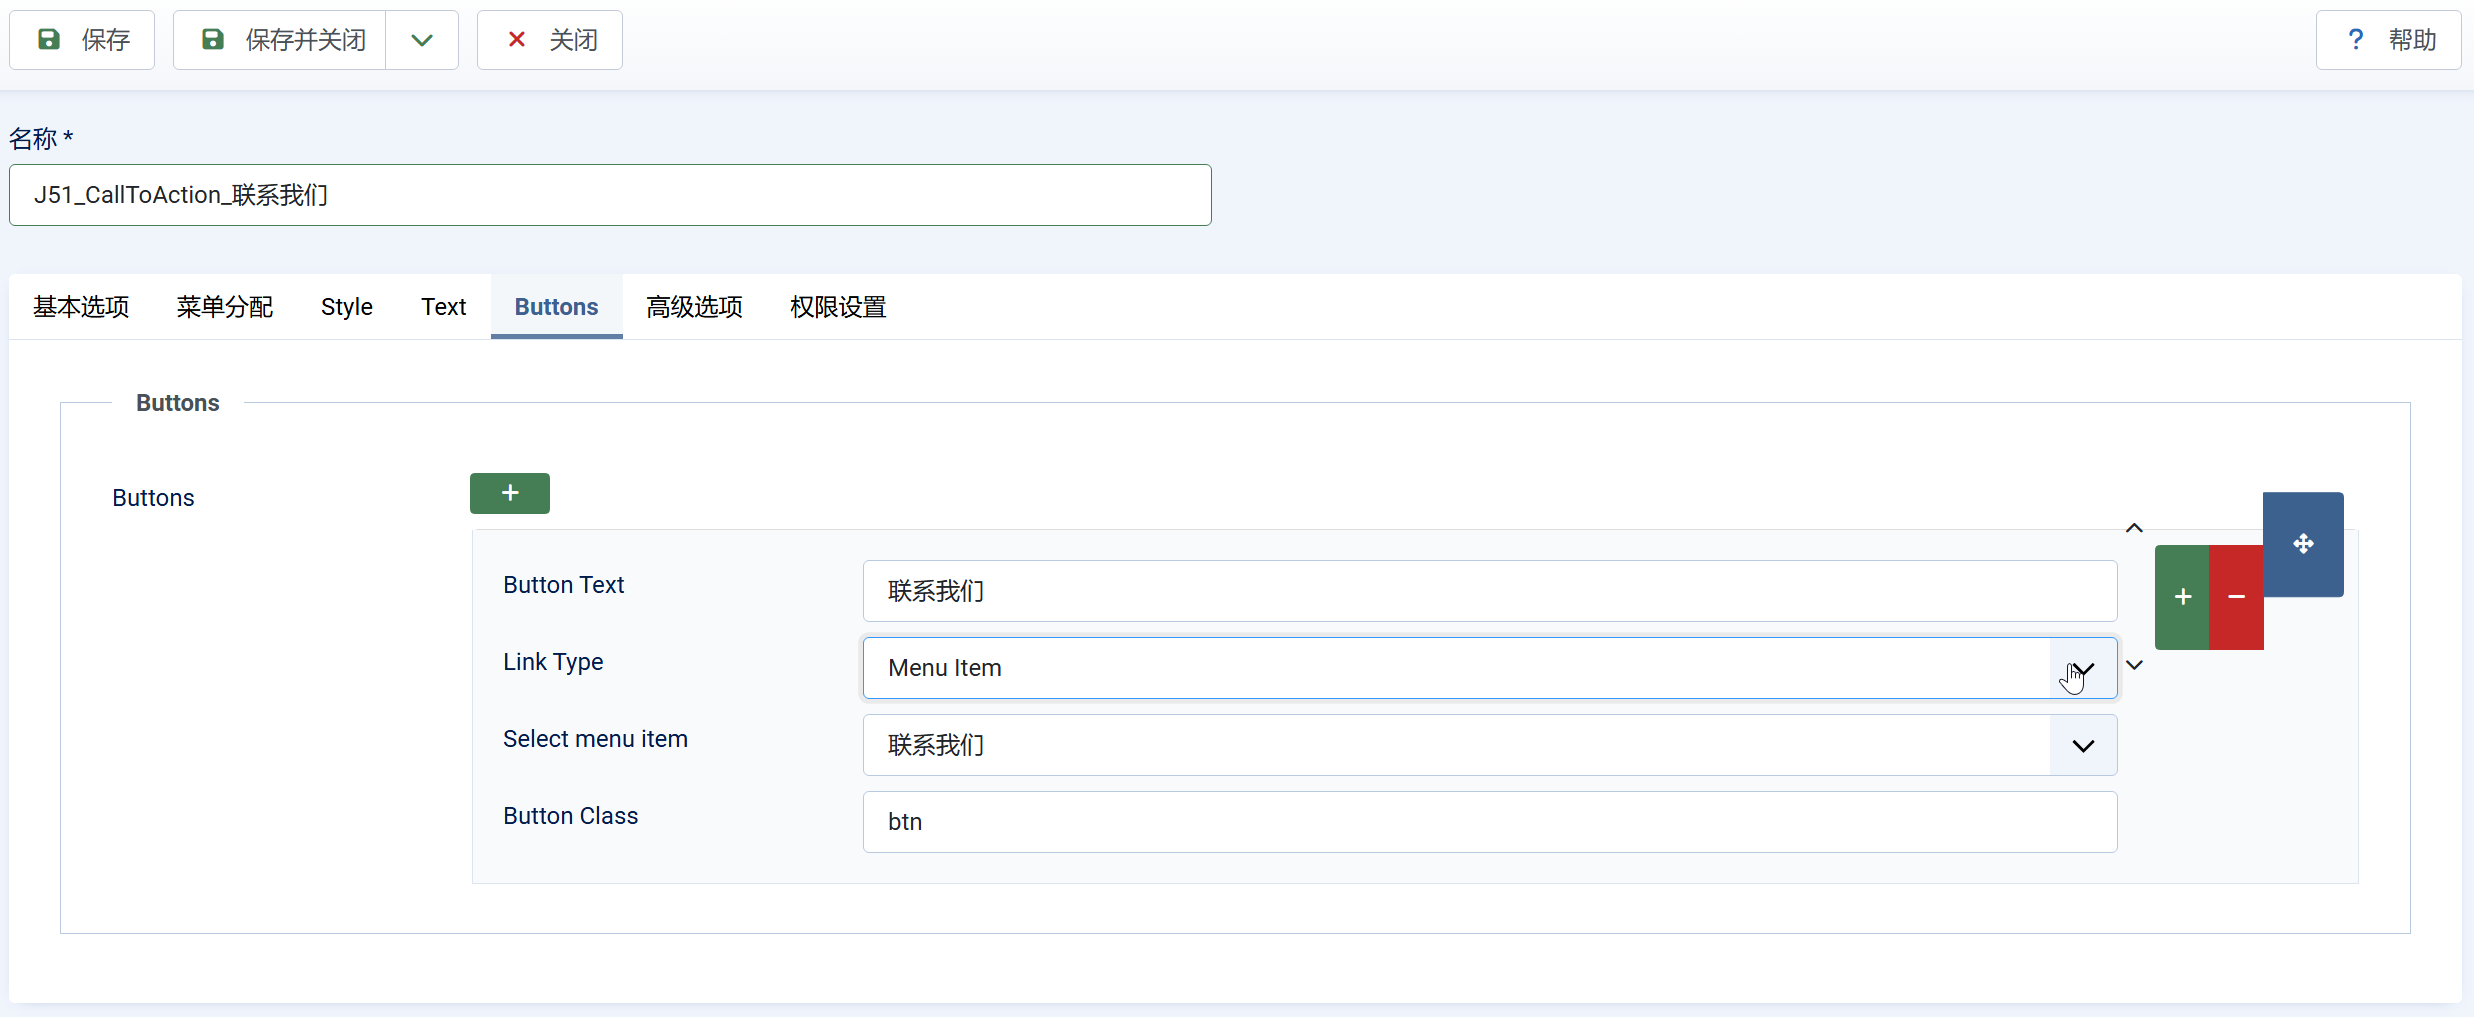 保存 保存并关闭 关闭 ? 帮助
名称 *
J51_CallToAction_联系我们
基本选项 菜单分配 Style Text Buttons 高级选项 权限设置
Buttons
Buttons
Button Text 联系我们
Link Type Menu Item
Select menu item 联系我们
Button Class btn